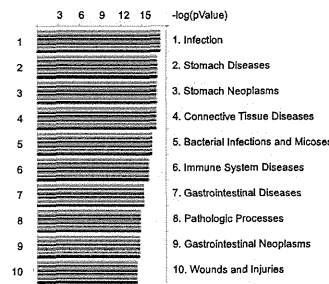 3 6 9 12 15 -log(pValue)
1 1. Infection
2 2. Stomach Diseases
3 3. Stomach Neoplasms
4 4. Connective Tissue Diseases
5 5. Bacterial Infections and Micoses
6 6. Immune System Diseases
7 7. Gastrointestinal Diseases
8 8. Pathologic Processes
9 9. Gastrointestinal Neoplasms
10 10. Wounds and Injuries